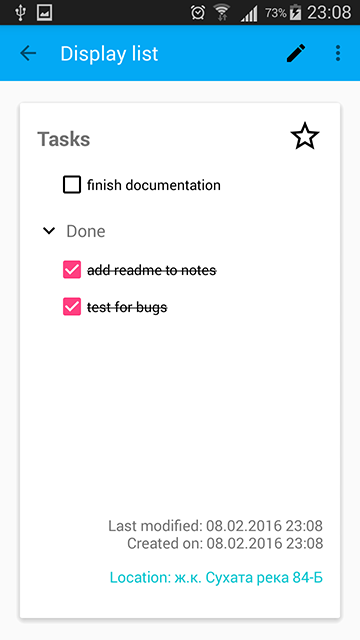 73% 23:08
Display list
Tasks
finish documentation
Done
add readme to notes
test for bugs
Last modified: 08.02.2016 23:08
Created on: 08.02.2016 23:08
Location: ж.к. Сухата река 84-Б